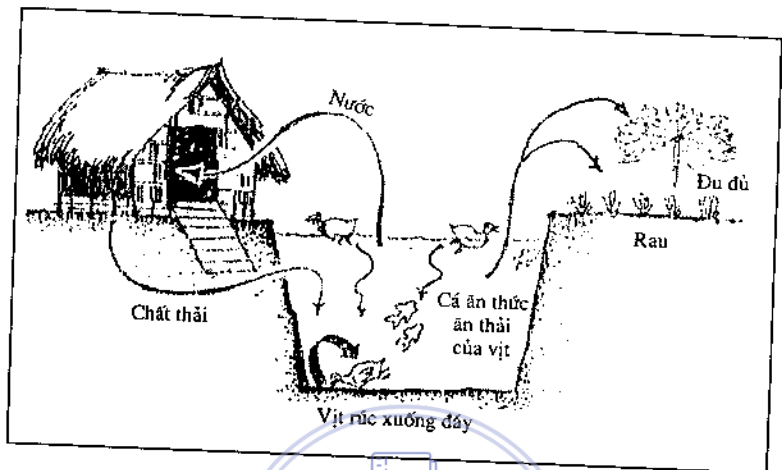 Nước
Đu đủ
Rau
Chất thải
Cá ăn thức
ăn thải
của vịt
Vịt rúc xuống đáy